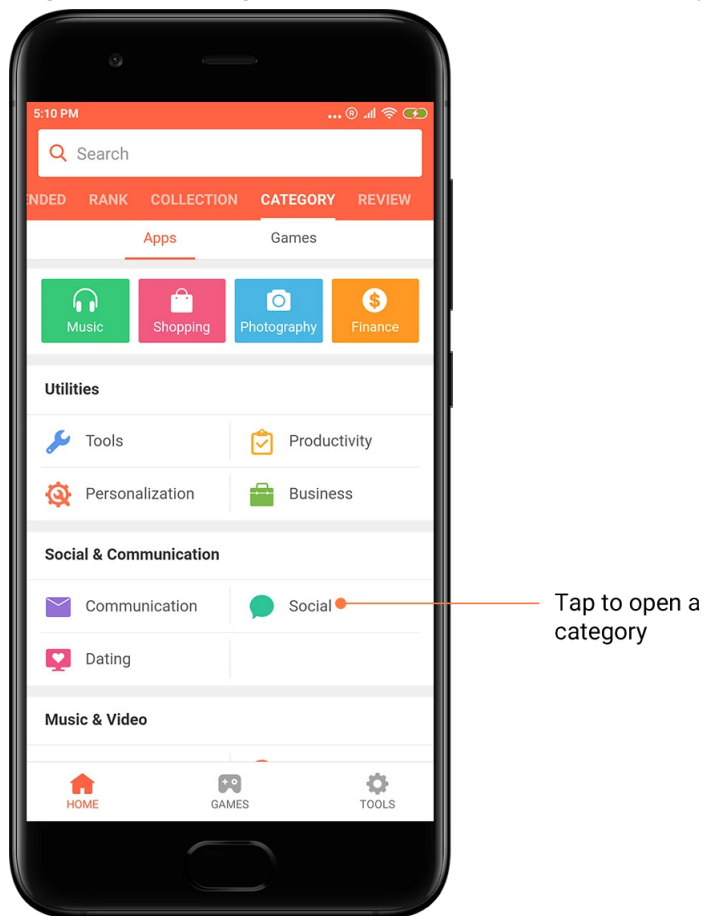 5:10 PM
Search
NDED RANK COLLECTION CATEGORY REVIEW
Apps Games
Music Shopping Photography Finance
Utilities
Tools Productivity
Personalization Business
Social & Communication
Communication Social
Tap to open a
category
Dating
Music & Video
HOME GAMES TOOLS